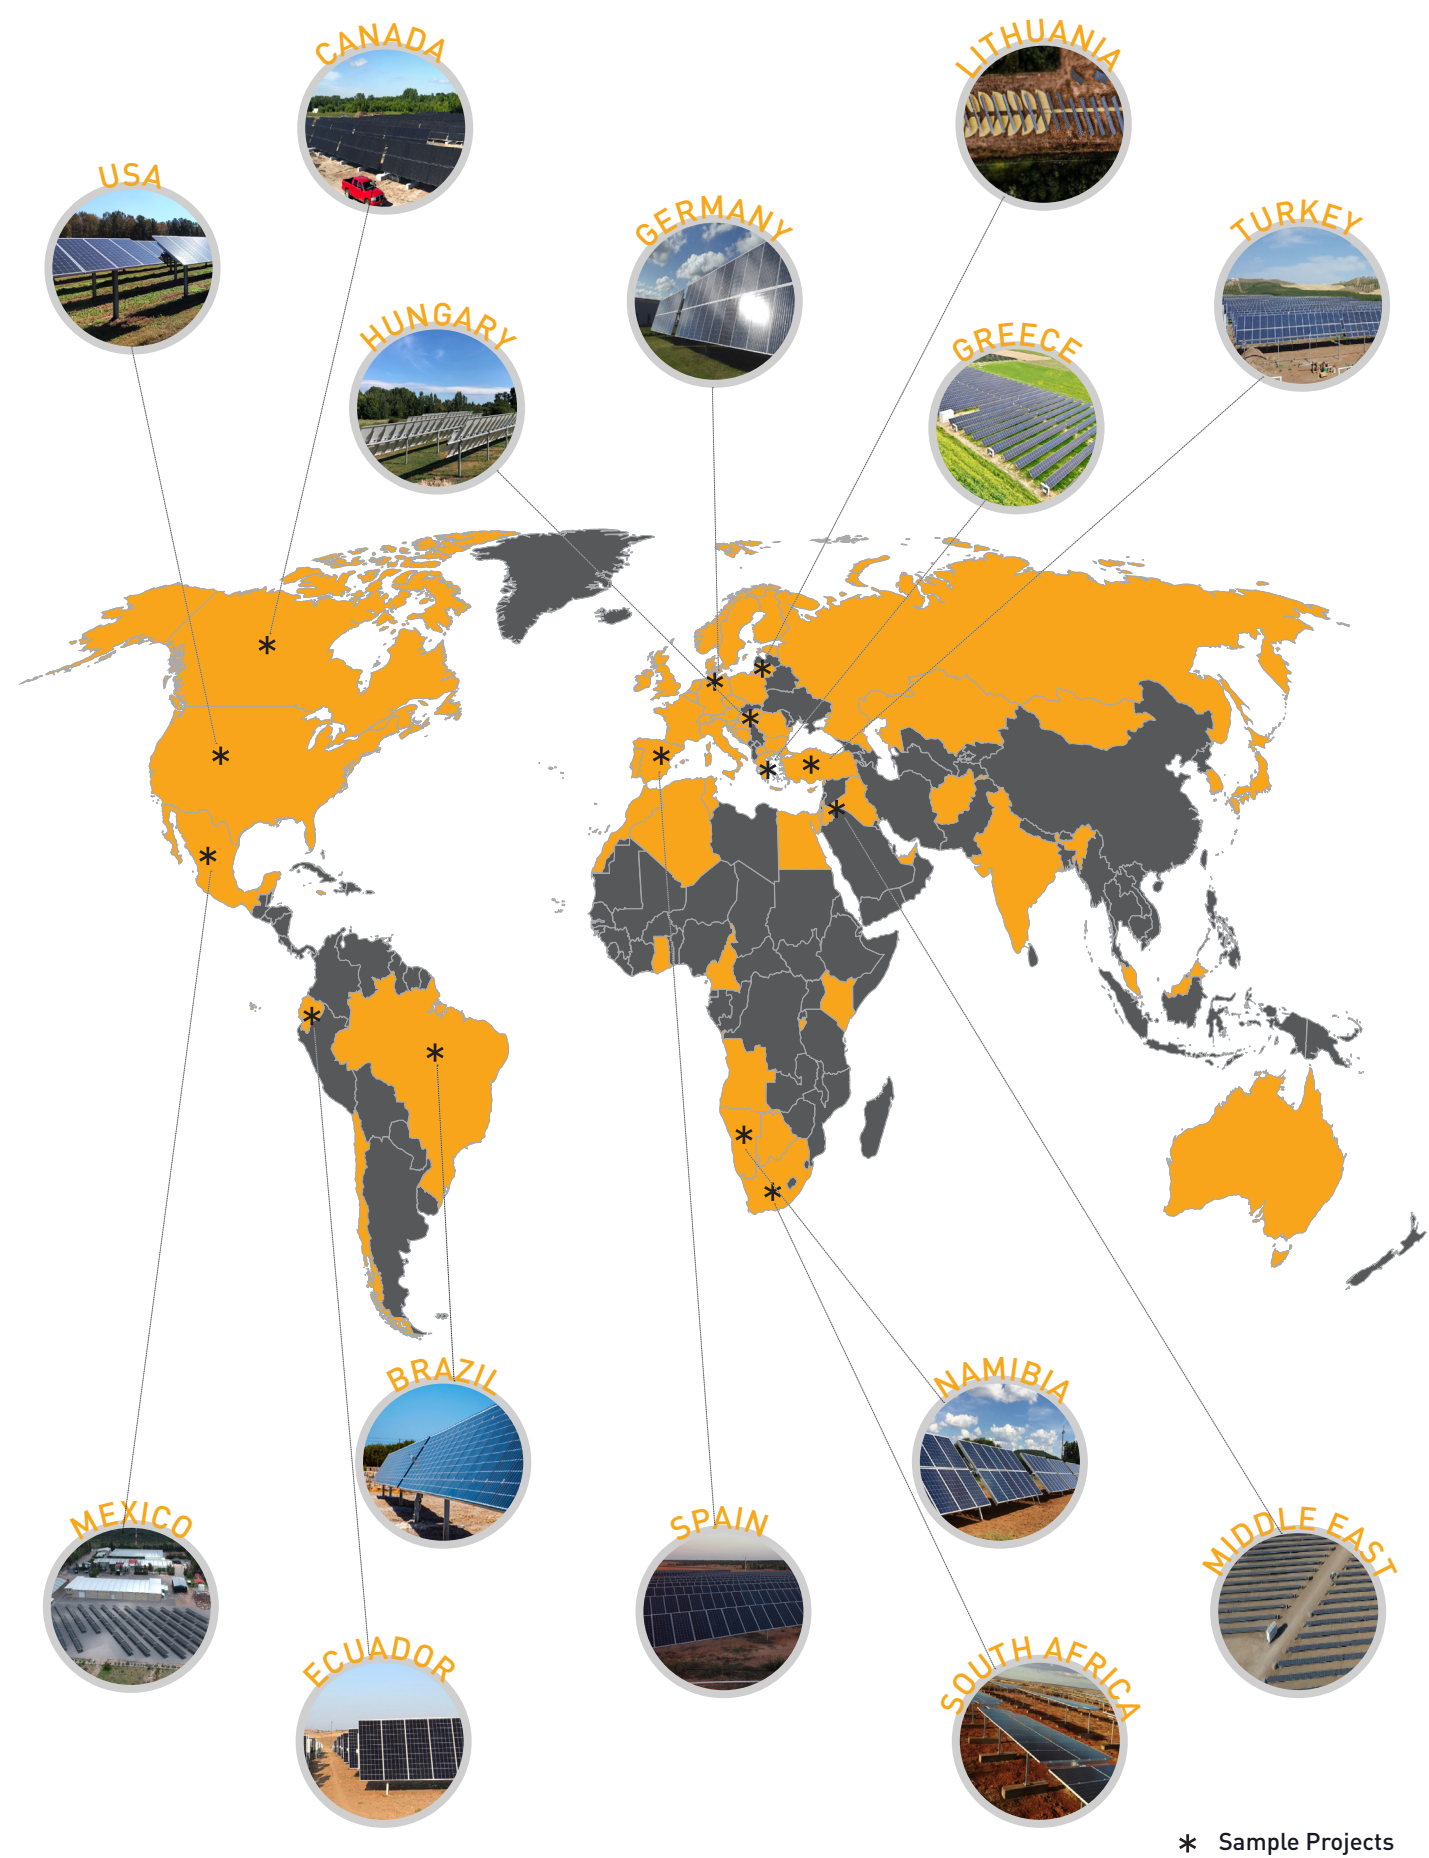 CANADA
LITHUANIA
USA
GERMANY
TURKEY
HUNGARY
GREECE
BRAZIL
NAMIBIA
MEXICO
SPAIN
MIDDLE EAST
ECUADOR
SOUTH AFRICA
* Sample Projects